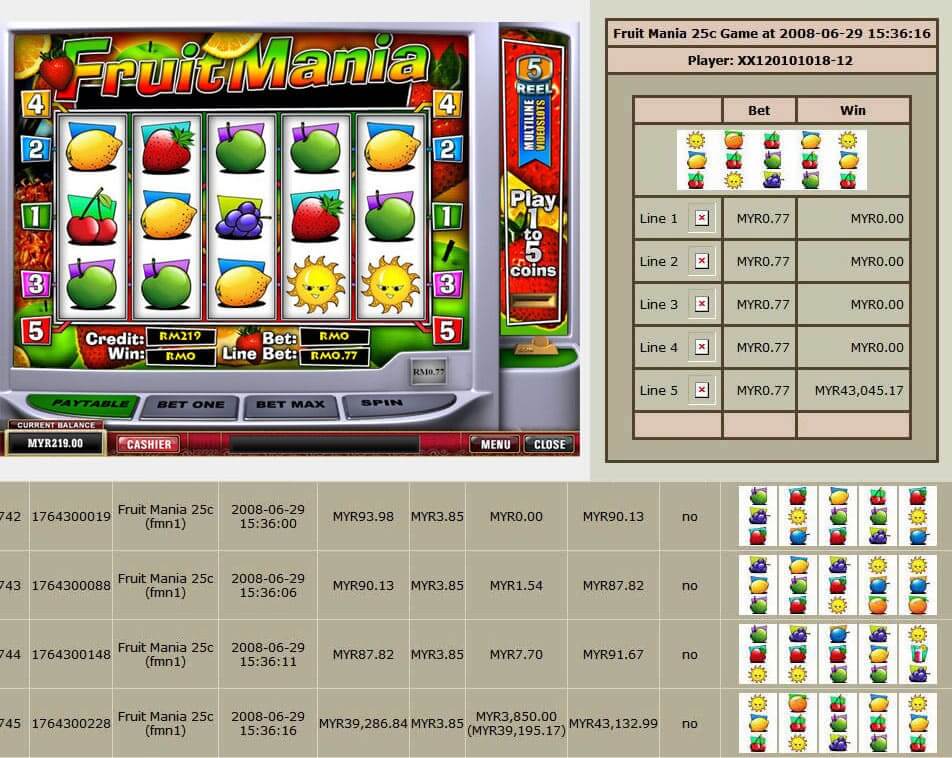 Fruit Mania
4
4
2
2
1
1
3
3
5
5
5
REEL
MULTILINE
VIDEOSLOTS
Play
1
to
5
coins
Credit: RM219 Bet: RM0
Win: RM0 Line Bet: RM0.77
RM0.77
PAYTABLE BET ONE BET MAX SPIN
CURRENT BALANCE
MYR219.00 CASHIER MENU CLOSE
Fruit Mania 25c Game at 2008-06-29 15:36:16
Player: XX120101018-12
Bet Win
Line 1 MYR0.77 MYR0.00
Line 2 MYR0.77 MYR0.00
Line 3 MYR0.77 MYR0.00
Line 4 MYR0.77 MYR0.00
Line 5 MYR0.77 MYR43,045.17
742 1764300019 Fruit Mania 25c (fmn1) 2008-06-29 15:36:00 MYR93.98 MYR3.85 MYR0.00 MYR90.13 no
743 1764300088 Fruit Mania 25c (fmn1) 2008-06-29 15:36:06 MYR90.13 MYR3.85 MYR1.54 MYR87.82 no
744 1764300148 Fruit Mania 25c (fmn1) 2008-06-29 15:36:11 MYR87.82 MYR3.85 MYR7.70 MYR91.67 no
745 1764300228 Fruit Mania 25c (fmn1) 2008-06-29 15:36:16 MYR39,286.84 MYR3.85 MYR3,850.00 (MYR39,195.17) MYR43,132.99 no